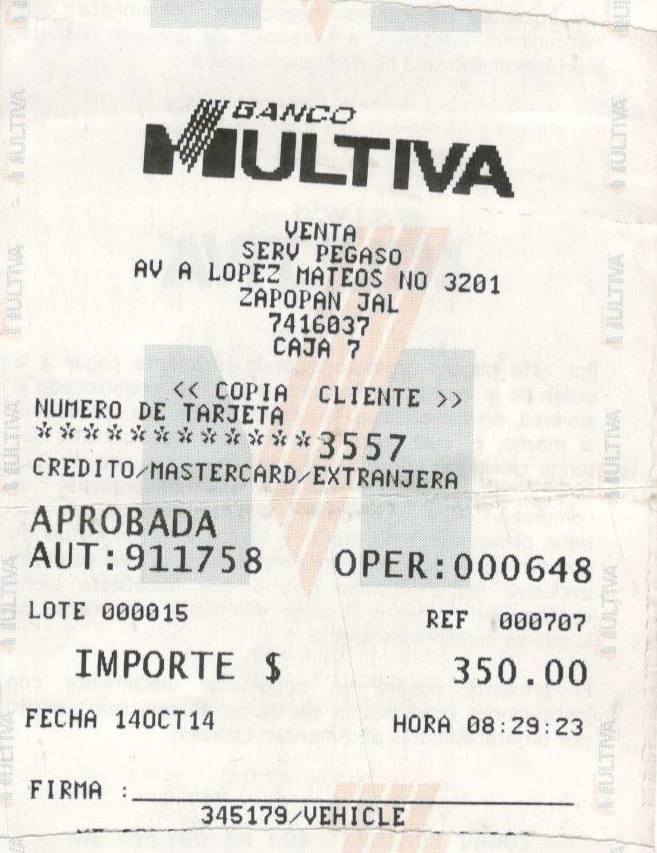 BANCO
MULTIVA
VENTA
SERV PEGASO
AV A LOPEZ MATEOS NO 3201
ZAPOPAN JAL
7416037
CAJA 7
<< COPIA CLIENTE >>
NUMERO DE TARJETA
************3557
CREDITO/MASTERCARD/EXTRANJERA
APROBADA
AUT:911758 OPER:000648
LOTE 000015 REF 000707
IMPORTE $ 350.00
FECHA 14OCT14 HORA 08:29:23
FIRMA :
345179/VEHICLE